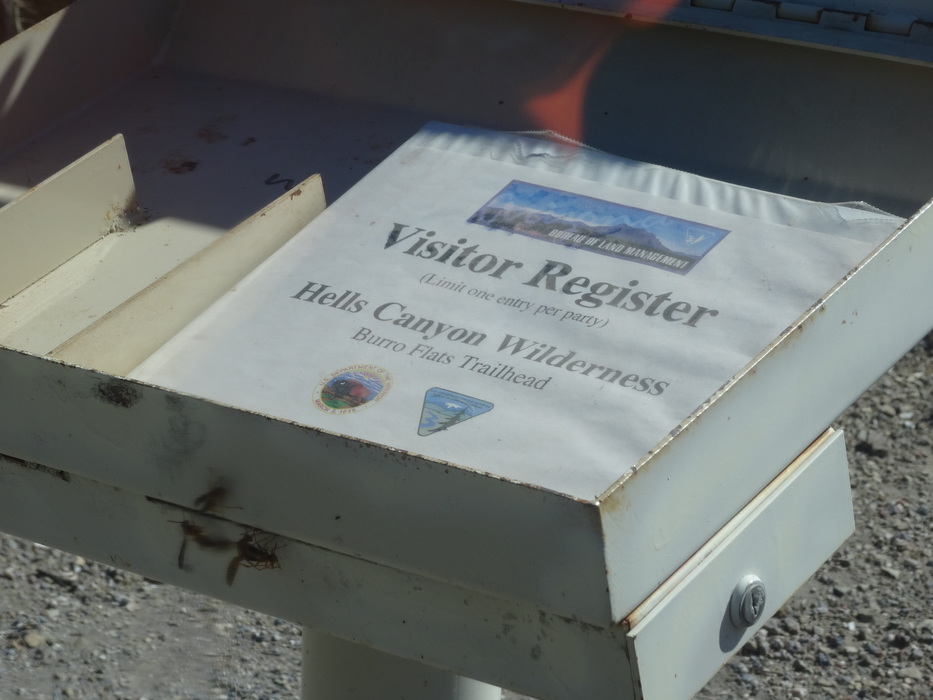 BUREAU OF LAND MANAGEMENT
Visitor Register
(Limit one entry per party)
Hells Canyon Wilderness
Burro Flats Trailhead